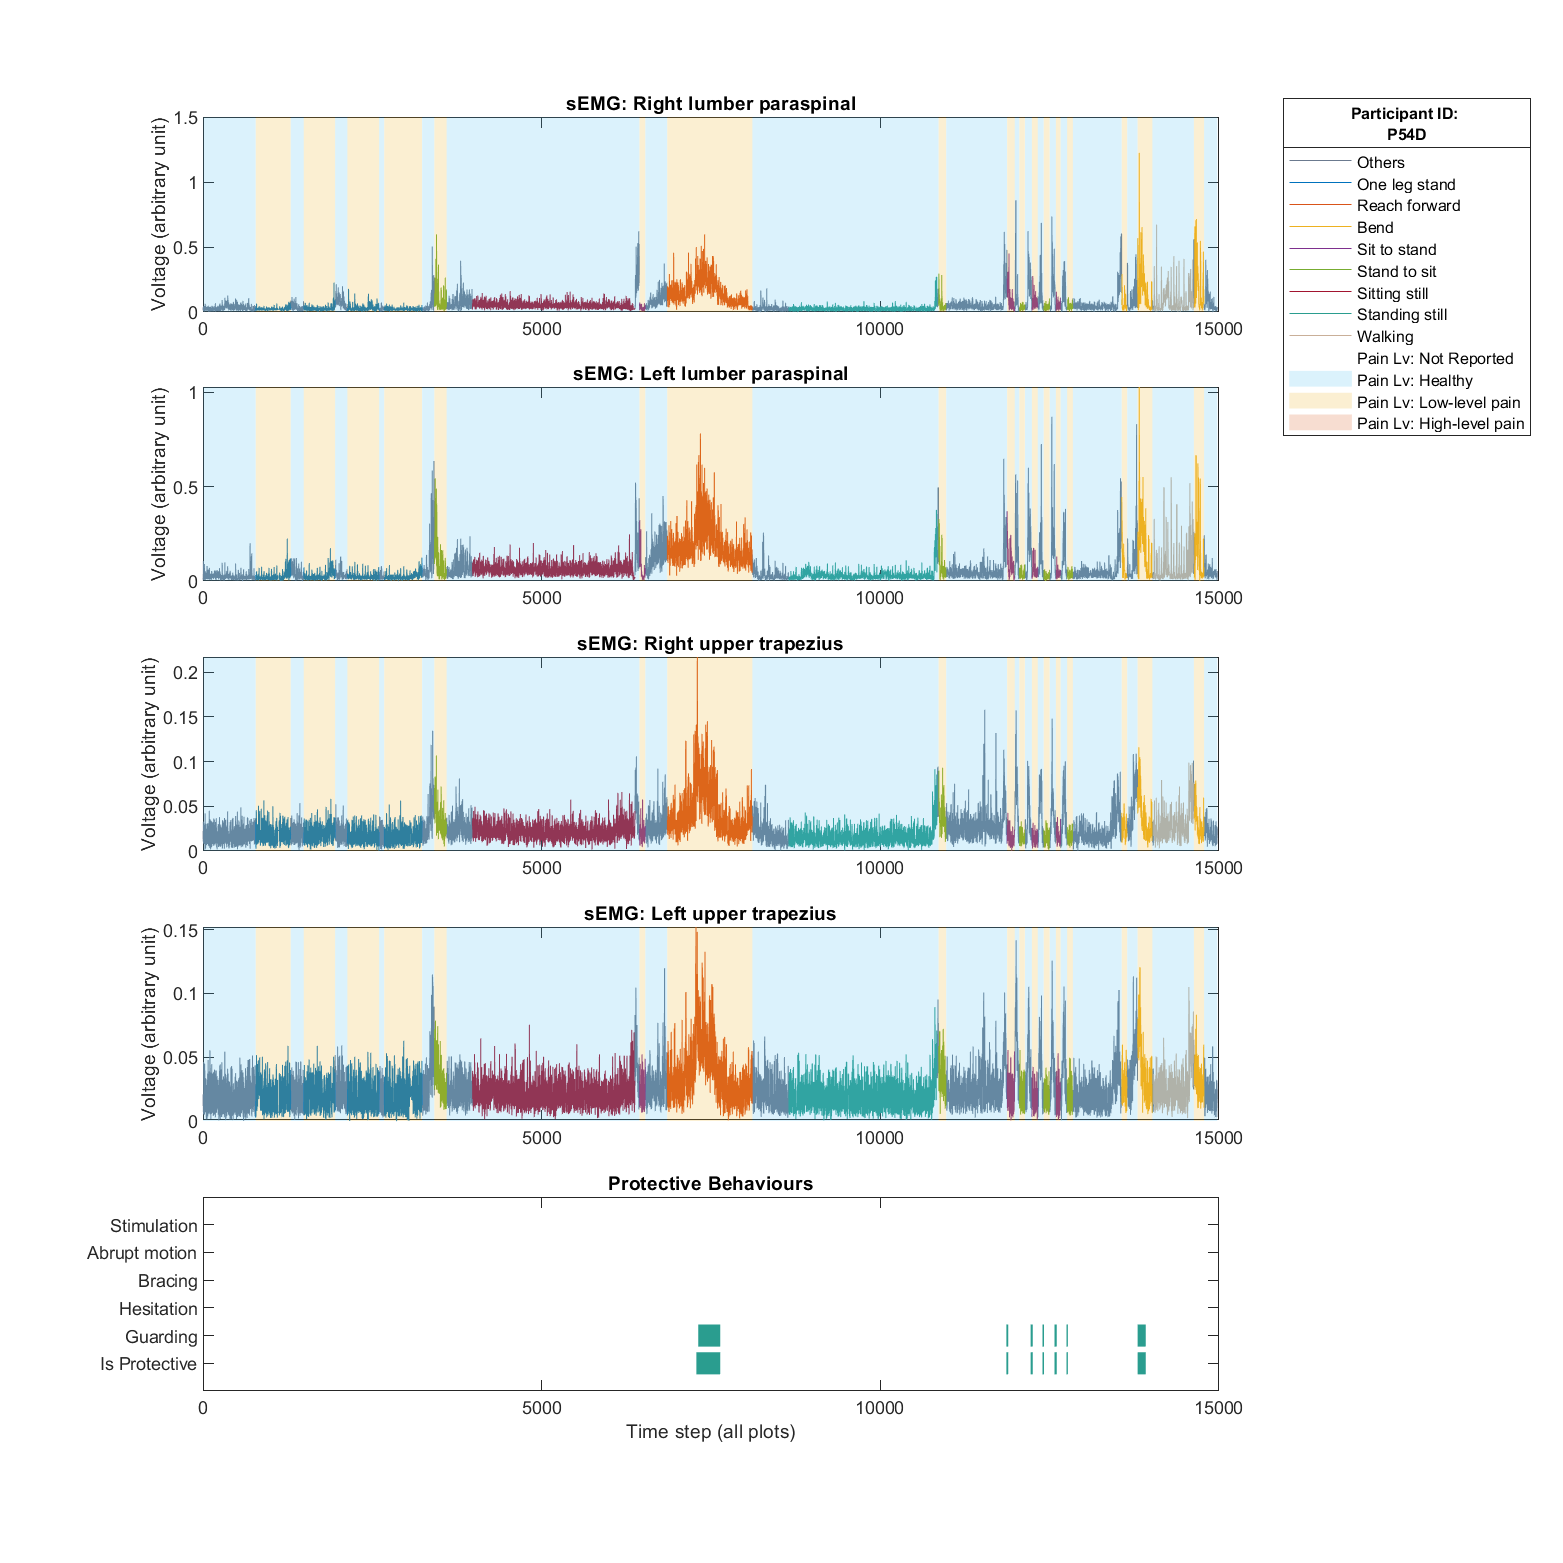 sEMG: Right lumber paraspinal
Voltage (arbitrary unit)
1.5
1
0.5
0
0 5000 10000 15000
Participant ID:
P54D
Others
One leg stand
Reach forward
Bend
Sit to stand
Stand to sit
Sitting still
Standing still
Walking
Pain Lv: Not Reported
Pain Lv: Healthy
Pain Lv: Low-level pain
Pain Lv: High-level pain
sEMG: Left lumber paraspinal
Voltage (arbitrary unit)
1
0.5
0
0 5000 10000 15000
sEMG: Right upper trapezius
Voltage (arbitrary unit)
0.2
0.15
0.1
0.05
0
0 5000 10000 15000
sEMG: Left upper trapezius
Voltage (arbitrary unit)
0.15
0.1
0.05
0
0 5000 10000 15000
Protective Behaviours
Stimulation
Abrupt motion
Bracing
Hesitation
Guarding
Is Protective
0 5000 10000 15000
Time step (all plots)